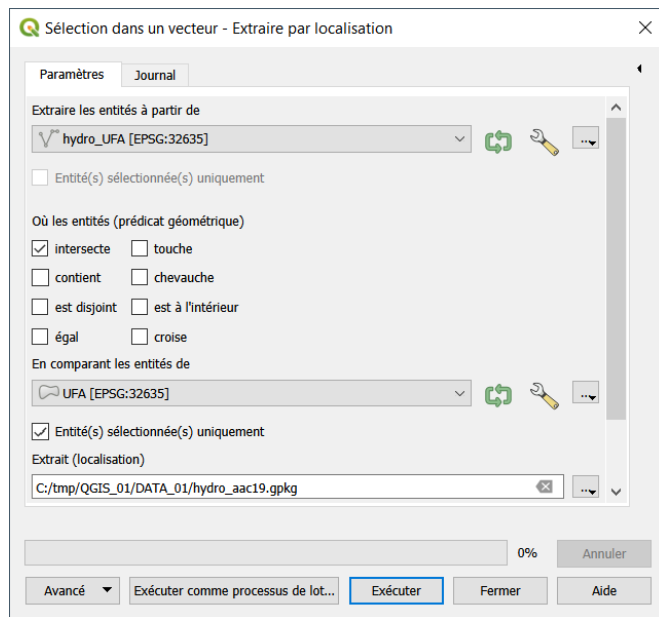 Sélection dans un vecteur - Extraire par localisation
Paramètres
Journal
Extraire les entités à partir de
hydro_UFA [EPSG:32635]
...
Entité(s) sélectionnée(s) uniquement
Où les entités (prédicat géométrique)
intersecte touche
contient chevauche
est disjoint est à l'intérieur
égal croise
En comparant les entités de
UFA [EPSG:32635]
...
Entité(s) sélectionnée(s) uniquement
Extrait (localisation)
C:/tmp/QGIS_01/DATA_01/hydro_aac19.gpkg
...
0% Annuler
Avancé Exécuter comme processus de lot... Exécuter Fermer Aide